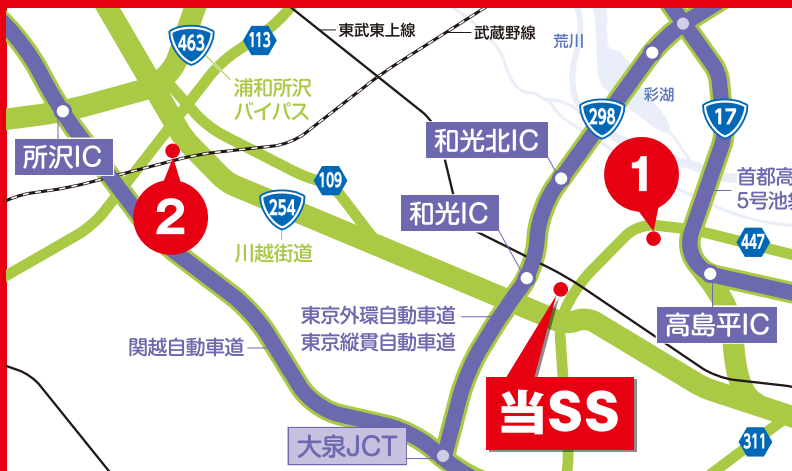 463
113
東武東上線
武蔵野線
荒川
彩湖
浦和所沢
バイパス
298
17
所沢IC
和光北IC
1
首都高
5号池袋
109
2
254
和光IC
川越街道
447
東京外環自動車道
東京縦貫自動車道
高島平IC
関越自動車道
当SS
大泉JCT
311